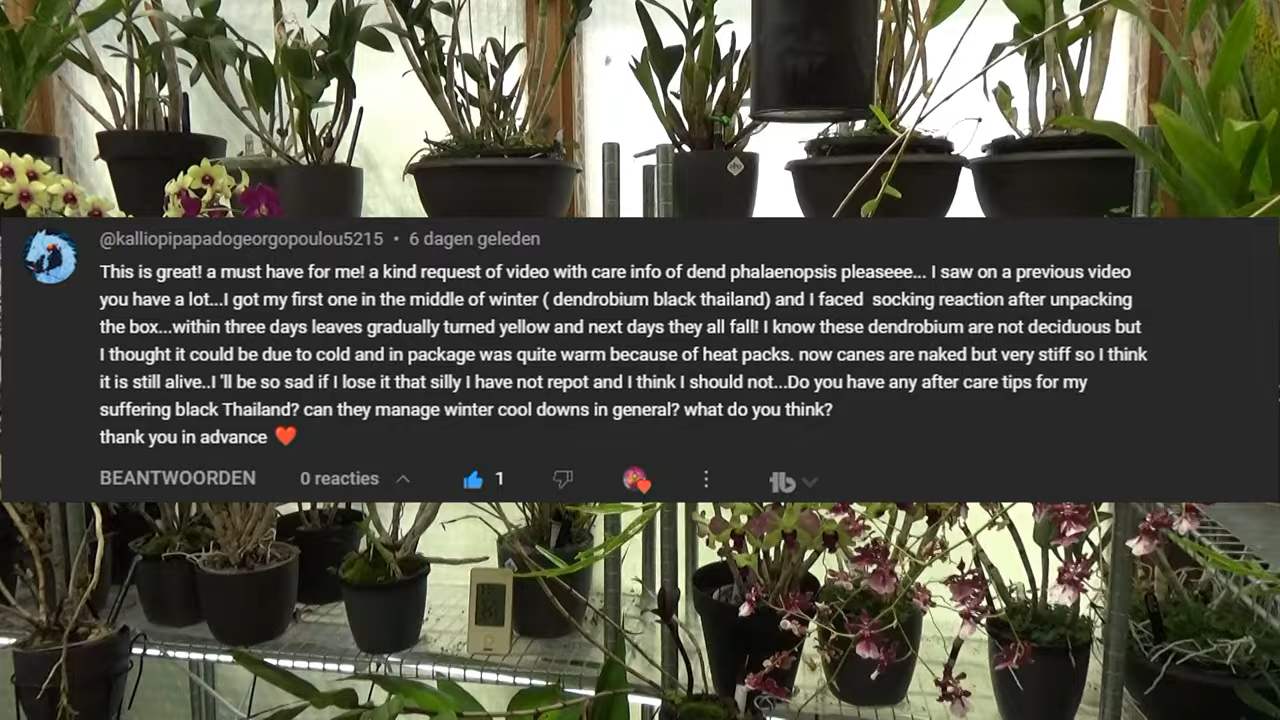 @kalliopipapadogeorgopoulou5215 • 6 dagen geleden
This is great! a must have for me! a kind request of video with care info of dend phalaenopsis pleaseee... I saw on a previous video
you have a lot...I got my first one in the middle of winter ( dendrobium black thailand) and I faced socking reaction after unpacking
the box...within three days leaves gradually turned yellow and next days they all fall! I know these dendrobium are not deciduous but
I thought it could be due to cold and in package was quite warm because of heat packs. now canes are naked but very stiff so I think
it is still alive..I 'll be so sad if I lose it that silly I have not repot and I think I should not...Do you have any after care tips for my
suffering black Thailand? can they manage winter cool downs in general? what do you think?
thank you in advance ❤️
BEANTWOORDEN 0 reacties 1